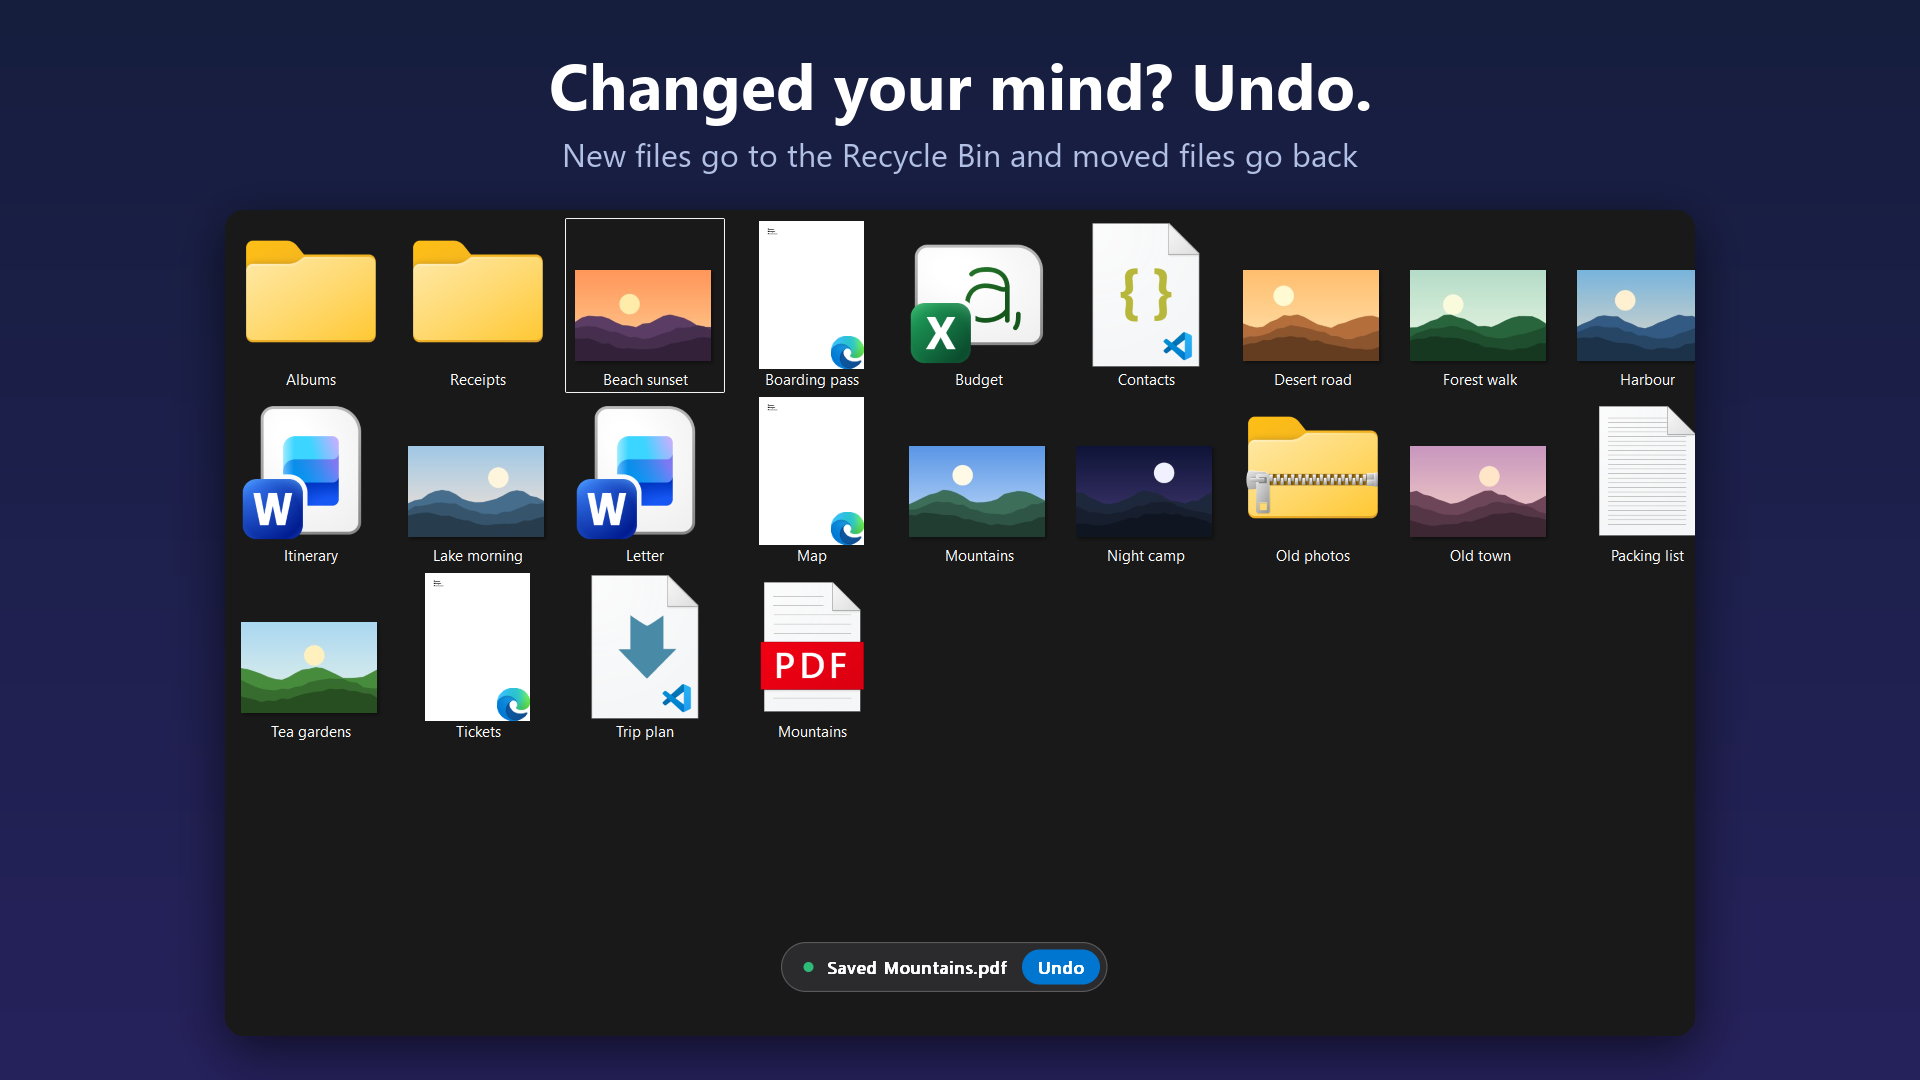 Changed your mind? Undo.
New files go to the Recycle Bin and moved files go back
Albums
Receipts
Beach sunset
Boarding pass
Budget
Contacts
Desert road
Forest walk
Harbour
Itinerary
Lake morning
Letter
Map
Mountains
Night camp
Old photos
Old town
Packing list
Tea gardens
Tickets
Trip plan
PDF
Mountains
Saved Mountains.pdf
Undo